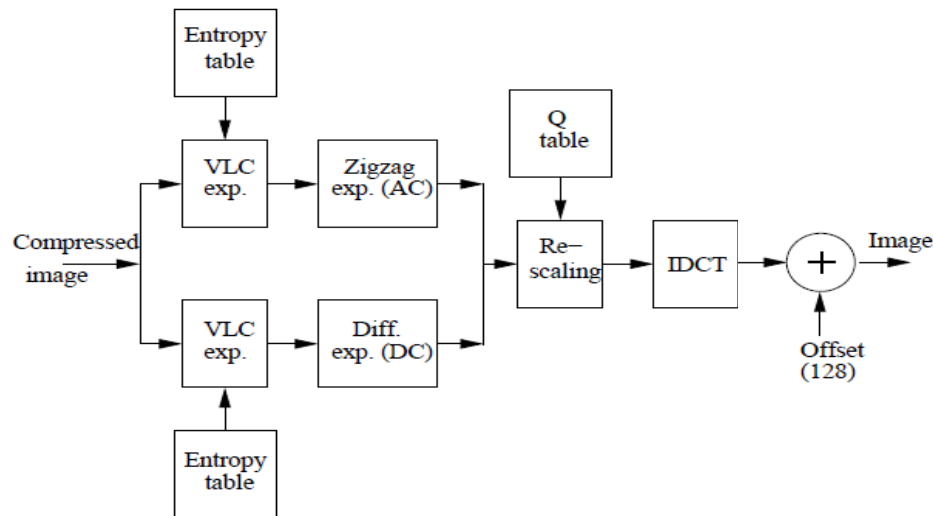 Entropy
table
Q
table
VLC
exp.
Zigzag
exp. (AC)
Compressed
image
Re−
scaling
IDCT
+
Image
VLC
exp.
Diff.
exp. (DC)
Offset
(128)
Entropy
table